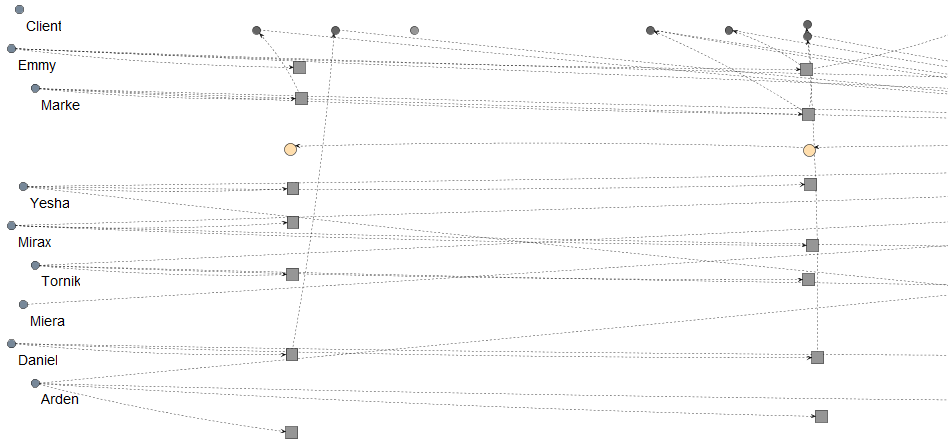 Client
Emmy
Marke
Yesha
Mirax
Tornik
Miera
Daniel
Arden